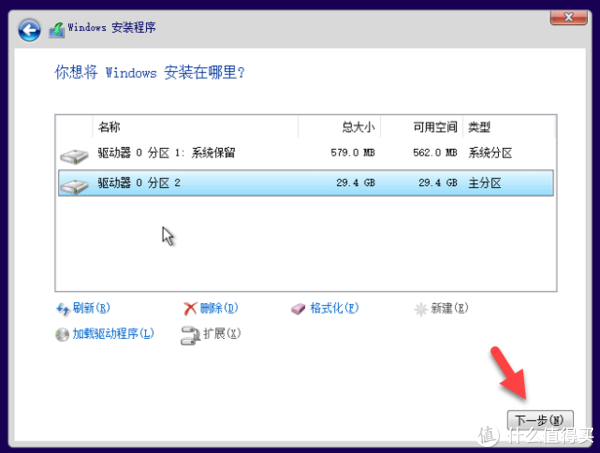 Windows 安装程序
你想将 Windows 安装在哪里?
名称 总大小 可用空间 类型
驱动器 0 分区 1: 系统保留 579.0 MB 562.0 MB 系统分区
驱动器 0 分区 2 29.4 GB 29.4 GB 主分区
刷新(R) 删除(D) 格式化(F) 新建(E)
加载驱动程序(L) 扩展(X)
下一步(N)
值 什么值得买